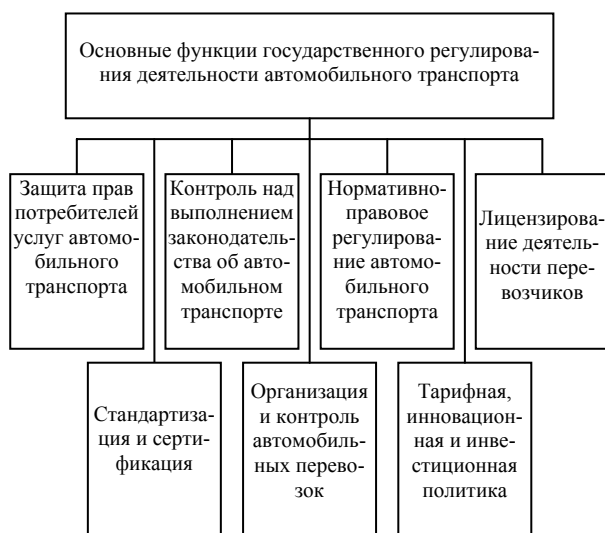 Основные функции государственного регулирова-
ния деятельности автомобильного транспорта
Защита прав
потребителей
услуг автомо-
бильного
транспорта
Контроль над
выполнением
законодатель-
ства об авто-
мобильном
транспорте
Нормативно-
правовое
регулирова-
ние автомо-
бильного
транспорта
Лицензирова-
ние деятель-
ности пере-
возчиков
Стандартиза-
ция и серти-
фикация
Организация
и контроль
автомобиль-
ных перево-
зок
Тарифная,
инновацион-
ная и инве-
стиционная
политика